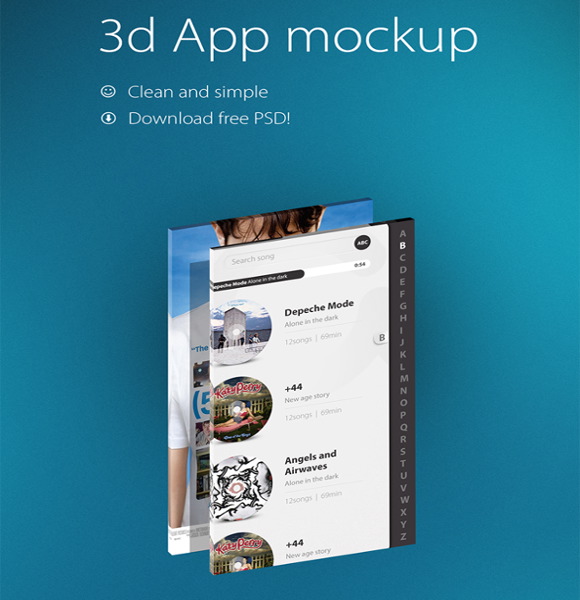 3d App mockup
Clean and simple
Download free PSD!
Search song
ABC
Depeche Mode Alone in the dark
0:54
Depeche Mode
Alone in the dark
12songs | 69min
B
+44
New age story
12songs | 69min
Angels and
Airwaves
Alone in the dark
12songs | 69min
+44
New age story
Katy Perry
Katy Perry
"The
(5
A
B
C
D
E
F
G
H
I
J
K
L
M
N
O
P
Q
R
S
T
U
V
W
X
Y
Z